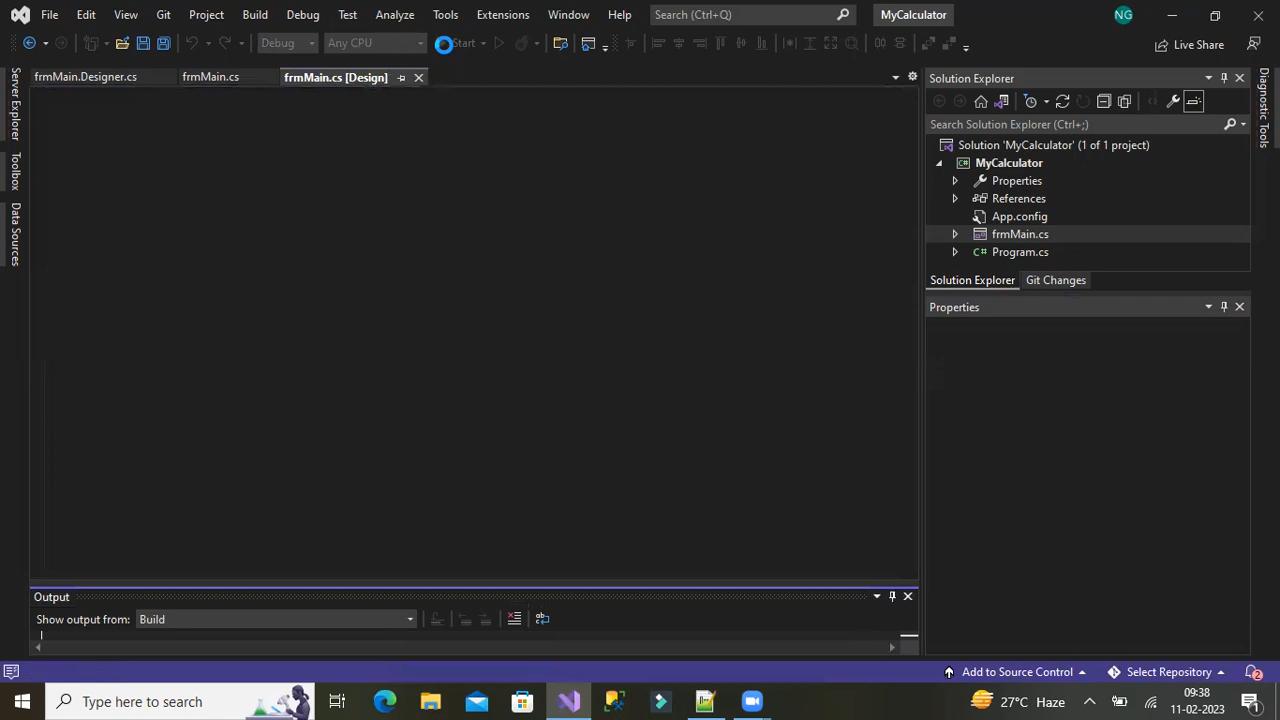 File Edit View Git Project Build Debug Test Analyze Tools Extensions Window Help Search (Ctrl+Q) MyCalculator NG
Debug Any CPU Start Live Share
frmMain.Designer.cs frmMain.cs frmMain.cs [Design] Solution Explorer
Search Solution Explorer (Ctrl+;)
Solution 'MyCalculator' (1 of 1 project)
MyCalculator
Properties
References
App.config
frmMain.cs
Program.cs
Solution Explorer Git Changes
Properties
Server Explorer
Toolbox
Data Sources
Diagnostic Tools
Output
Show output from: Build
Add to Source Control Select Repository 2
Type here to search 27°C Haze 09:38
11-02-2023 1